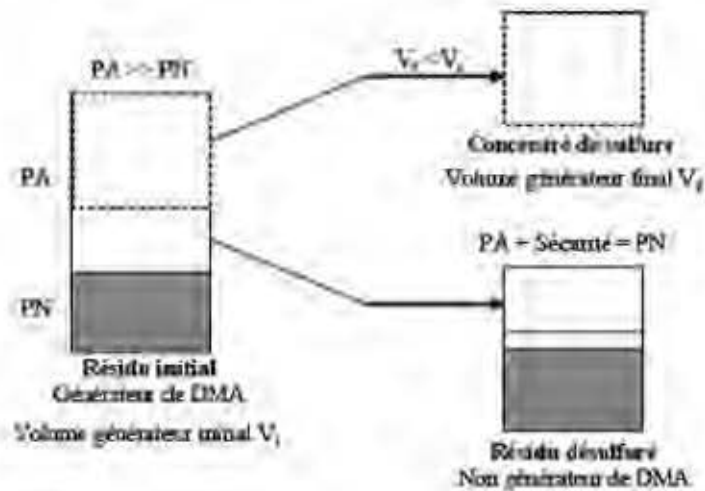 PA >> PN
PA
PN
Résidu initial
Générateur de DMA
Volume générateur initial Vi
Vf < Vi
Concentré de sulfure
Volume générateur final Vf
PA + Sécurité = PN
Résidu désulfuré
Non générateur de DMA